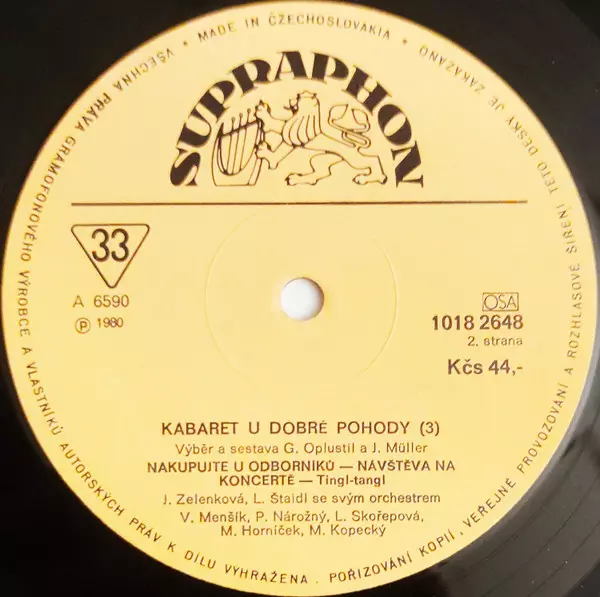 VŠECHNA PRÁVA GRAMOFONOVÉHO VÝROBCE A VLASTNÍKŮ AUTORSKÝCH PRÁV K DÍLU VYHRAŽENA. POŘIZOVÁNÍ KOPIÍ, VEŘEJNÉ PROVOZOVÁNÍ A ROZHLASOVÉ ŠÍŘENÍ TÉTO DESKY JE ZAKÁZÁNO
• MADE IN CZECHOSLOVAKIA •
SUPRAPHON
33
A 6590
Ⓟ 1980
OSA
1018 2648
2. strana
Kčs 44,-
KABARET U DOBRÉ POHODY (3)
Výběr a sestava G. Oplustil a J. Müller
NAKUPUJTE U ODBORNÍKŮ — NÁVŠTĚVA NA
KONCERTĚ — Tingl-tangl
J. Zelenková, L. Štaidl se svým orchestrem
V. Menšík, P. Nárožný, L. Skořepová,
M. Horníček, M. Kopecký